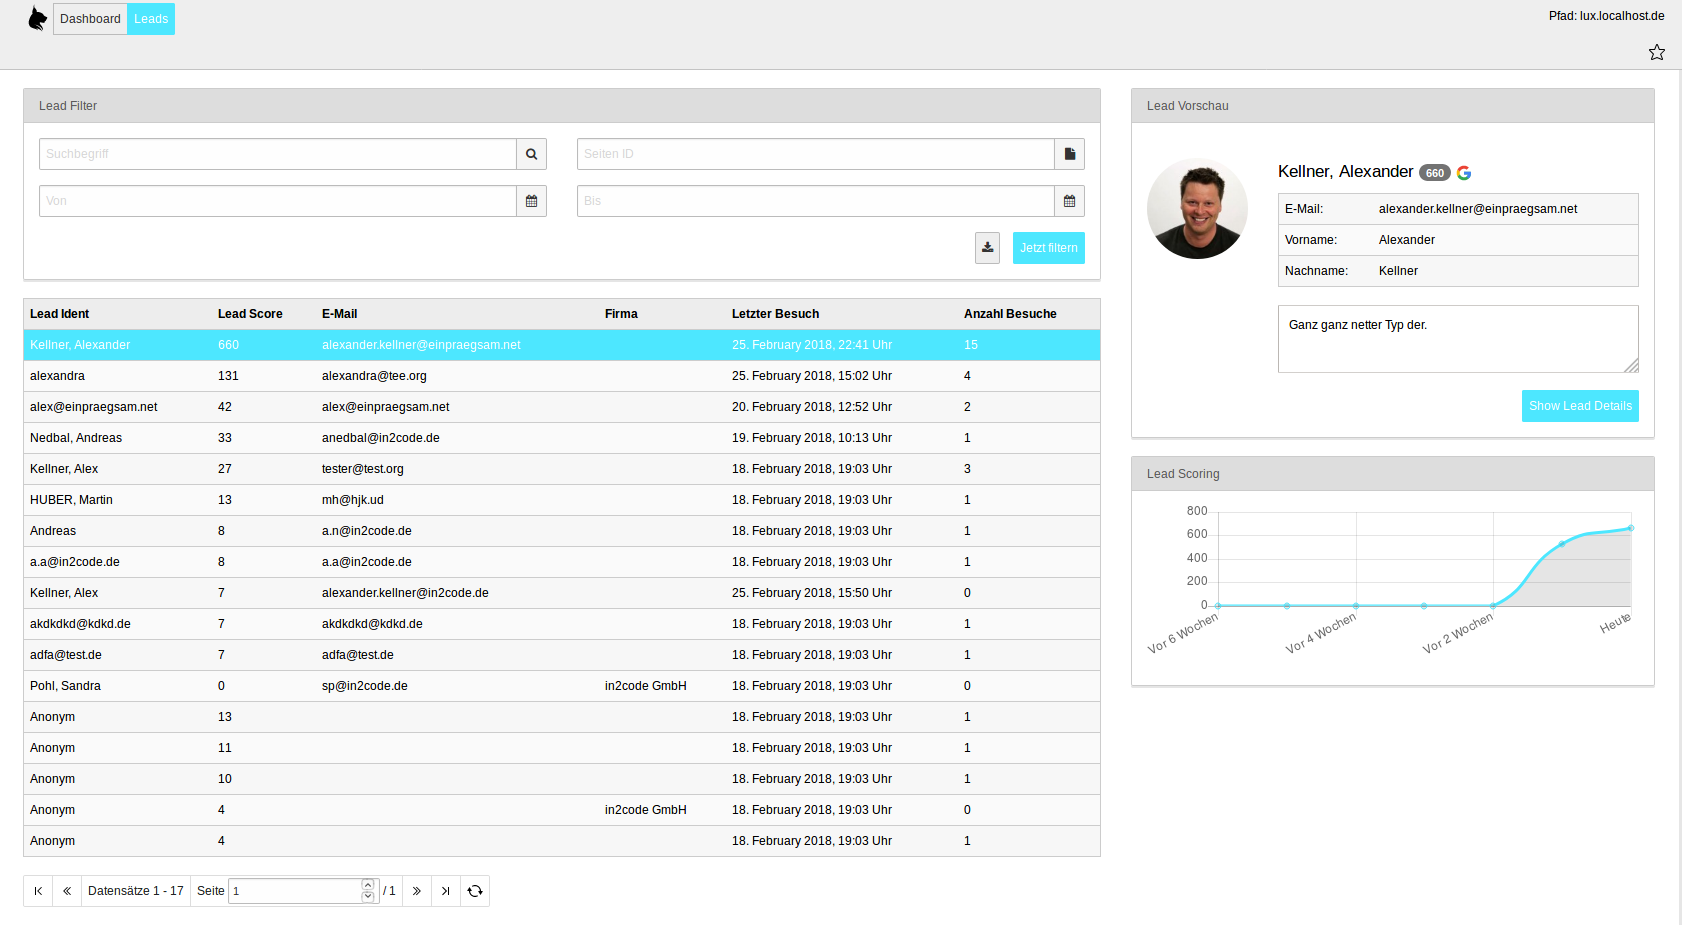 Dashboard Leads
Pfad: lux.localhost.de
Lead Filter
Suchbegriff
Seiten ID
Von
Bis
Jetzt filtern
Lead Ident Lead Score E-Mail Firma Letzter Besuch Anzahl Besuche
Kellner, Alexander 660 alexander.kellner@einpraegsam.net 25. February 2018, 22:41 Uhr 15
alexandra 131 alexandra@tee.org 25. February 2018, 15:02 Uhr 4
alex@einpraegsam.net 42 alex@einpraegsam.net 20. February 2018, 12:52 Uhr 2
Nedbal, Andreas 33 anedbal@in2code.de 19. February 2018, 10:13 Uhr 1
Kellner, Alex 27 tester@test.org 18. February 2018, 19:03 Uhr 3
HUBER, Martin 13 mh@hjk.ud 18. February 2018, 19:03 Uhr 1
Andreas 8 a.n@in2code.de 18. February 2018, 19:03 Uhr 1
a.a@in2code.de 8 a.a@in2code.de 18. February 2018, 19:03 Uhr 1
Kellner, Alex 7 alexander.kellner@in2code.de 25. February 2018, 15:50 Uhr 0
akdkdkd@kdkd.de 7 akdkdkd@kdkd.de 18. February 2018, 19:03 Uhr 1
adfa@test.de 7 adfa@test.de 18. February 2018, 19:03 Uhr 1
Pohl, Sandra 0 sp@in2code.de in2code GmbH 18. February 2018, 19:03 Uhr 0
Anonym 13 18. February 2018, 19:03 Uhr 1
Anonym 11 18. February 2018, 19:03 Uhr 1
Anonym 10 18. February 2018, 19:03 Uhr 1
Anonym 4 in2code GmbH 18. February 2018, 19:03 Uhr 0
Anonym 4 18. February 2018, 19:03 Uhr 1
Datensätze 1 - 17 Seite 1 / 1
Lead Vorschau
Kellner, Alexander 660
E-Mail: alexander.kellner@einpraegsam.net
Vorname: Alexander
Nachname: Kellner
Ganz ganz netter Typ der.
Show Lead Details
Lead Scoring
800
600
400
200
0
Vor 6 Wochen Vor 4 Wochen Vor 2 Wochen Heute